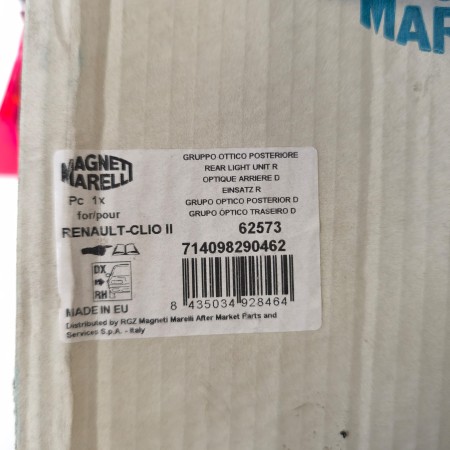 MAR
MAGNETI
MARELLI
GRUPPO OTTICO POSTERIORE
REAR LIGHT UNIT R
OPTIQUE ARRIERE D
EINSATZ R
GRUPO OPTICO POSTERIOR D
GRUPO OPTICO TRASEIRO D
Pc 1x
for/pour
RENAULT-CLIO II
62573
714098290462
DX
RH
8 435034 928464
MADE IN EU
Distributed by RGZ Magneti Marelli After Market Parts and
Services S.p.A. - Italy